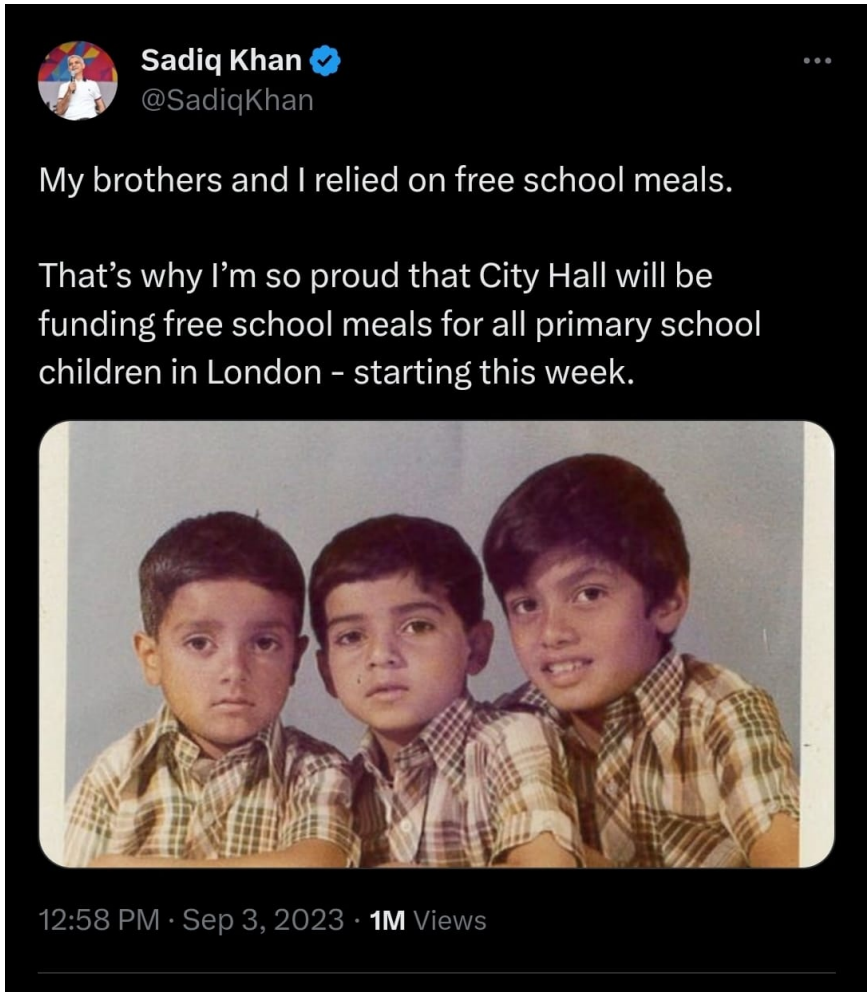 Sadiq Khan
@SadiqKhan
My brothers and I relied on free school meals.
That’s why I’m so proud that City Hall will be
funding free school meals for all primary school
children in London - starting this week.
12:58 PM · Sep 3, 2023 · 1M Views